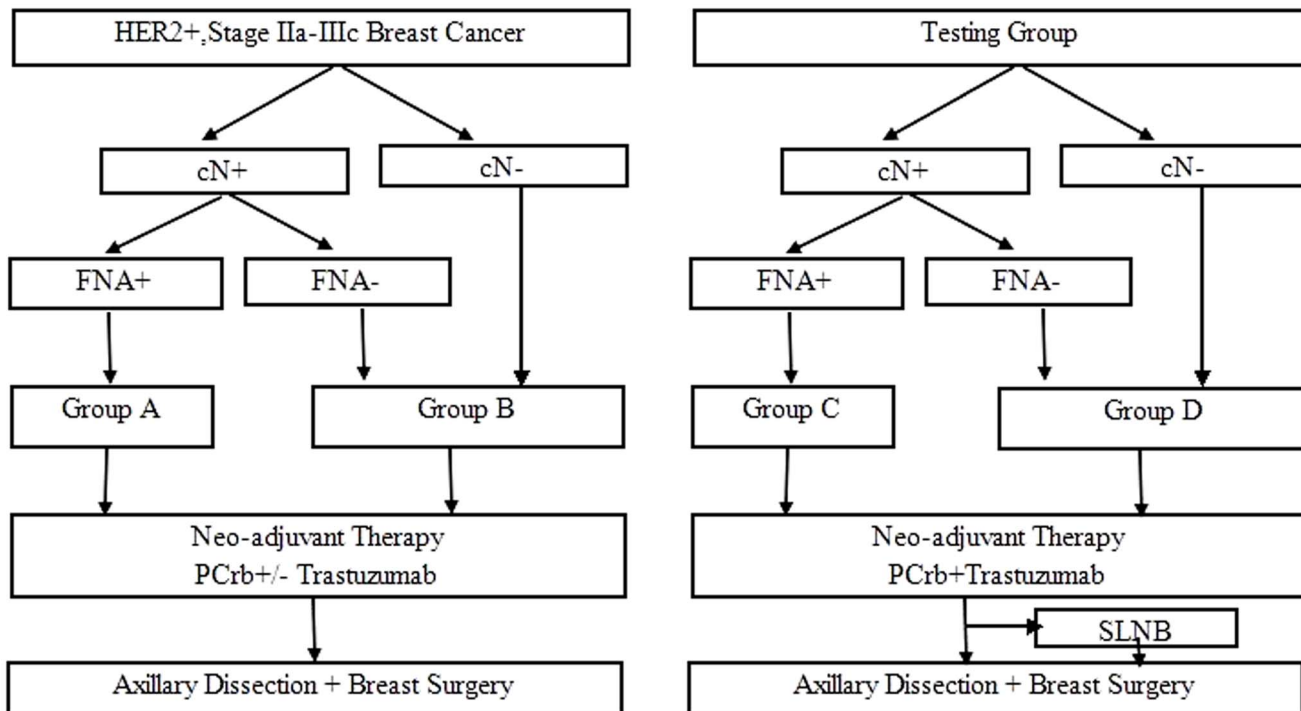 HER2+,Stage IIa-IIIc Breast Cancer
cN+
cN-
FNA+
FNA-
Group A
Group B
Neo-adjuvant Therapy
PCrb+/- Trastuzumab
Axillary Dissection + Breast Surgery
Testing Group
cN+
cN-
FNA+
FNA-
Group C
Group D
Neo-adjuvant Therapy
PCrb+Trastuzumab
SLNB
Axillary Dissection + Breast Surgery